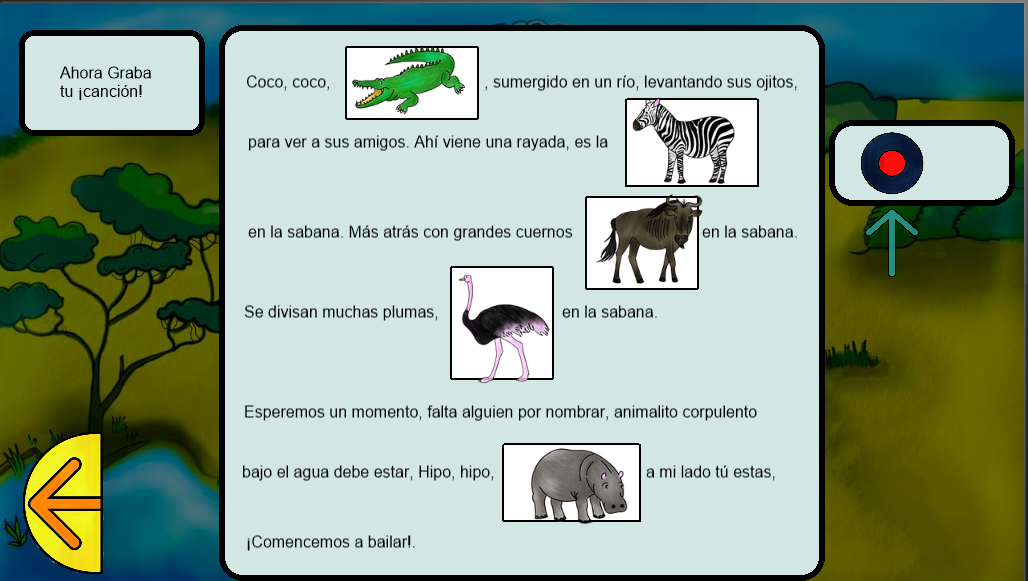 Ahora Graba
tu ¡canción!
Coco, coco, , sumergido en un río, levantando sus ojitos,
para ver a sus amigos. Ahí viene una rayada, es la
en la sabana. Más atrás con grandes cuernos en la sabana.
Se divisan muchas plumas, en la sabana.
Esperemos un momento, falta alguien por nombrar, animalito corpulento
bajo el agua debe estar, Hipo, hipo, a mi lado tú estas,
¡Comencemos a bailar!.